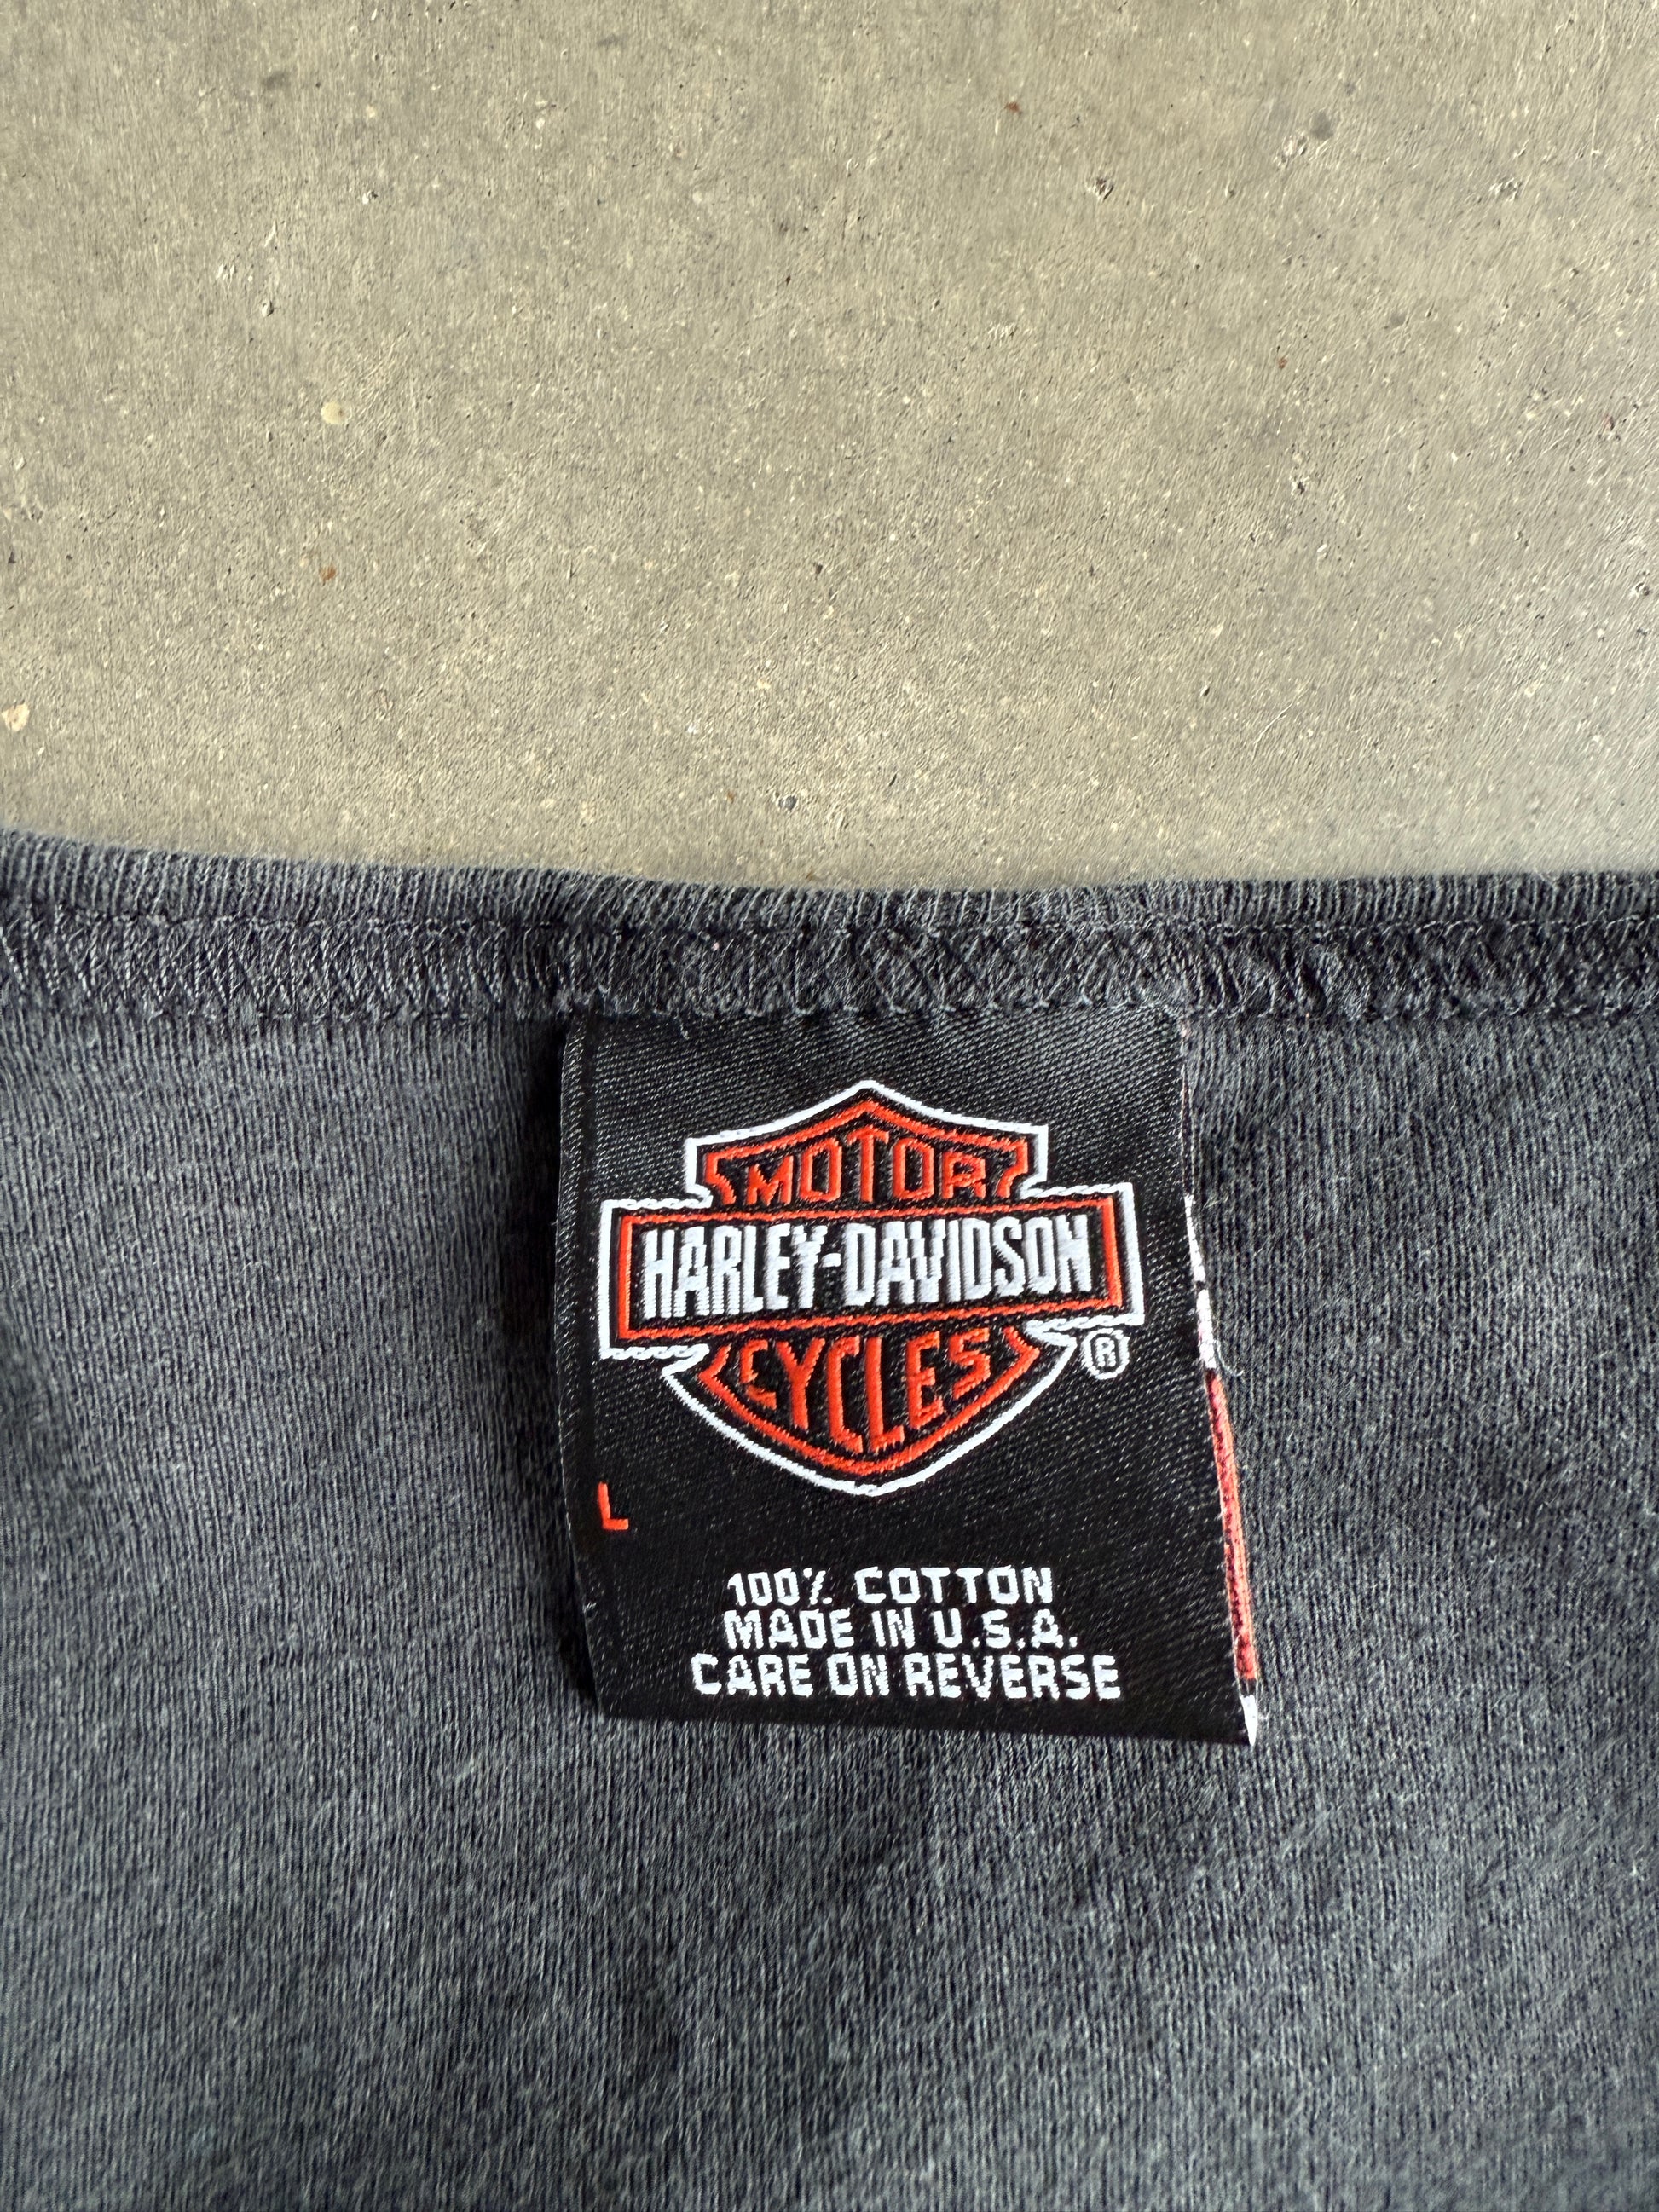 MOTOR
HARLEY-DAVIDSON
CYCLES
®
L
100% COTTON
MADE IN U.S.A.
CARE ON REVERSE